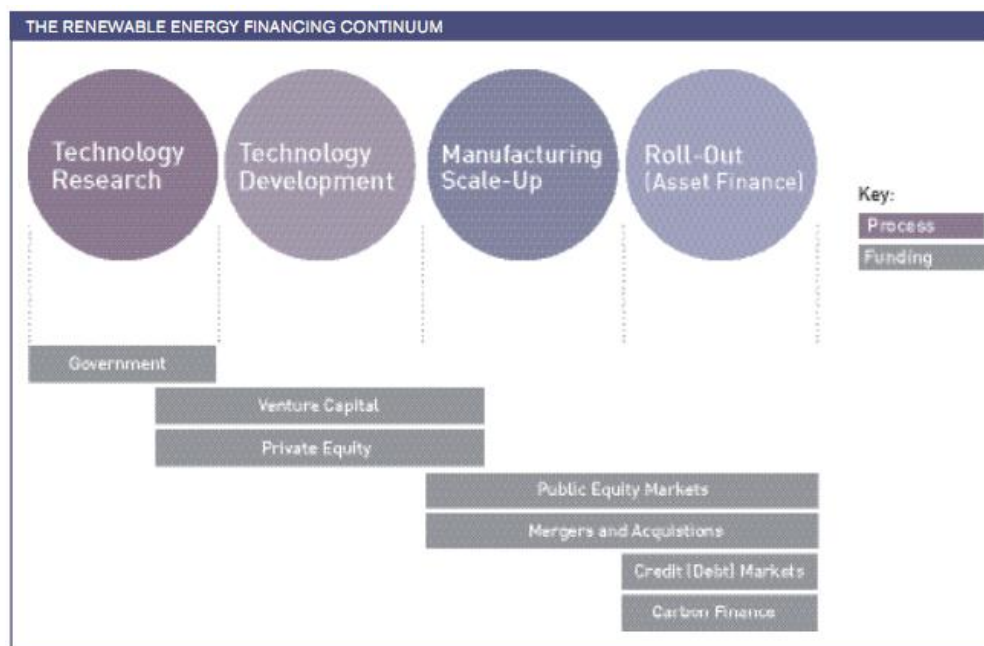 THE RENEWABLE ENERGY FINANCING CONTINUUM
Technology
Research
Technology
Development
Manufacturing
Scale-Up
Roll-Out
(Asset Finance)
Key:
Process
Funding
Government
Venture Capital
Private Equity
Public Equity Markets
Mergers and Acquistions
Credit (Debt) Markets
Carbon Finance